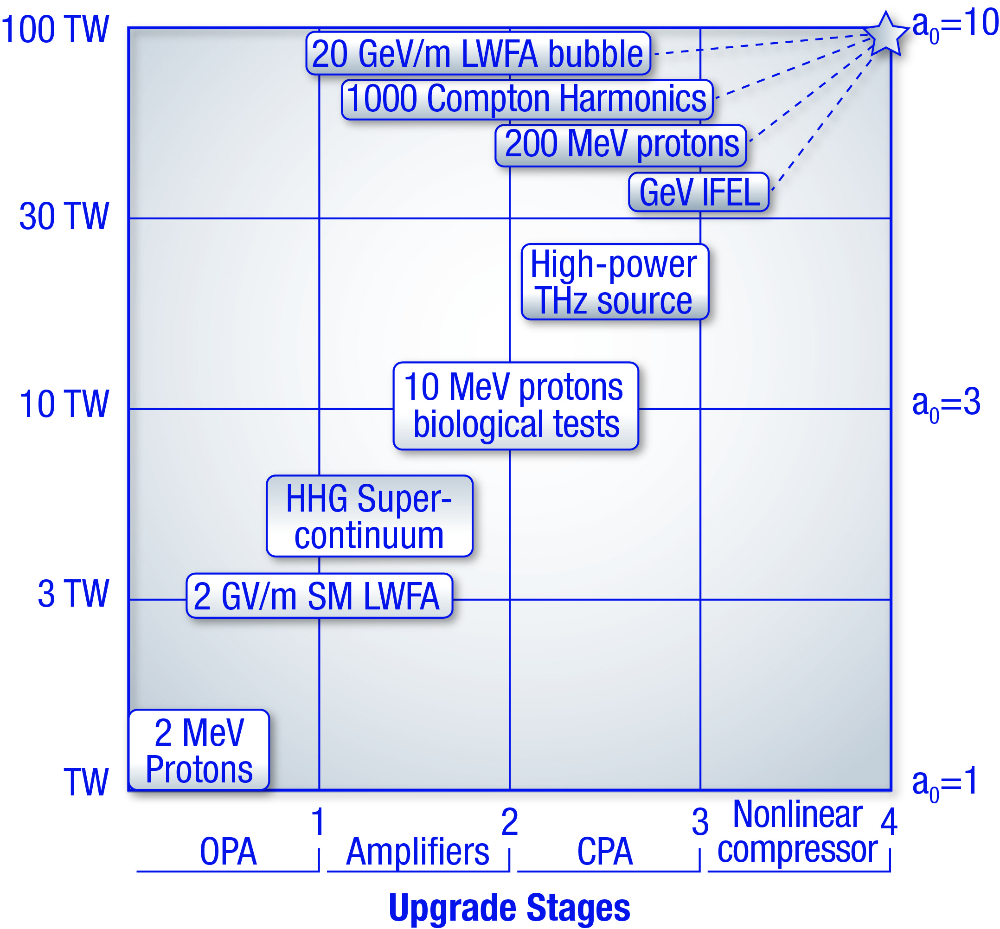 100 TW
a0=10
20 GeV/m LWFA bubble
1000 Compton Harmonics
200 MeV protons
GeV IFEL
30 TW
High-power
THz source
10 MeV protons
biological tests
10 TW
a0=3
HHG Super-
continuum
2 GV/m SM LWFA
3 TW
2 MeV
Protons
TW
a0=1
1
2
3
4
OPA
Amplifiers
CPA
Nonlinear
compressor
Upgrade Stages